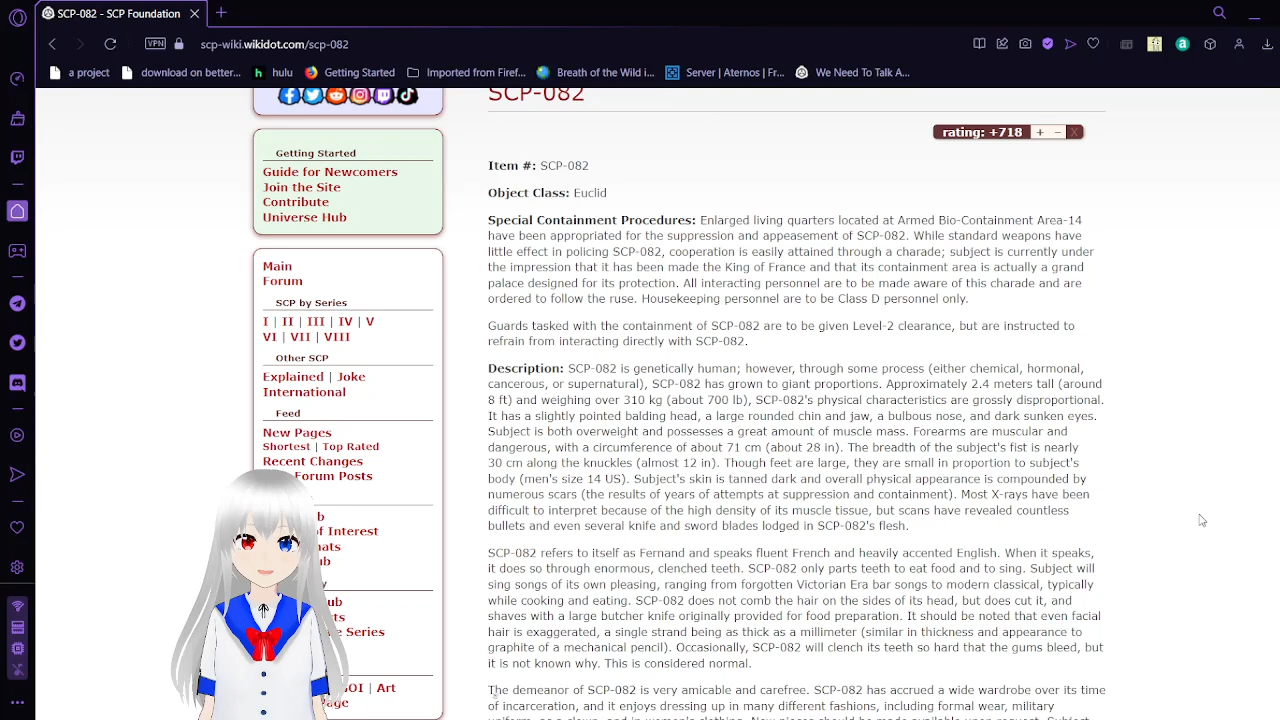 SCP-082 - SCP Foundation
VPN
scp-wiki.wikidot.com/scp-082
a project
download on better...
hulu
Getting Started
Imported from Firef...
Breath of the Wild i...
Server | Aternos | Fr...
We Need To Talk A...
SCP-082
rating: +718 + – X
Getting Started
Guide for Newcomers
Join the Site
Contribute
Universe Hub
Main
Forum
SCP by Series
I | II | III | IV | V
VI | VII | VIII
Other SCP
Explained | Joke
International
Feed
New Pages
Shortest | Top Rated
Recent Changes
Forum Posts
of Interest
Series
GOI | Art
Item #: SCP-082
Object Class: Euclid
Special Containment Procedures: Enlarged living quarters located at Armed Bio-Containment Area-14
have been appropriated for the suppression and appeasement of SCP-082. While standard weapons have
little effect in policing SCP-082, cooperation is easily attained through a charade; subject is currently under
the impression that it has been made the King of France and that its containment area is actually a grand
palace designed for its protection. All interacting personnel are to be made aware of this charade and are
ordered to follow the ruse. Housekeeping personnel are to be Class D personnel only.
Guards tasked with the containment of SCP-082 are to be given Level-2 clearance, but are instructed to
refrain from interacting directly with SCP-082.
Description: SCP-082 is genetically human; however, through some process (either chemical, hormonal,
cancerous, or supernatural), SCP-082 has grown to giant proportions. Approximately 2.4 meters tall (around
8 ft) and weighing over 310 kg (about 700 lb), SCP-082's physical characteristics are grossly disproportional.
It has a slightly pointed balding head, a large rounded chin and jaw, a bulbous nose, and dark sunken eyes.
Subject is both overweight and possesses a great amount of muscle mass. Forearms are muscular and
dangerous, with a circumference of about 71 cm (about 28 in). The breadth of the subject's fist is nearly
30 cm along the knuckles (almost 12 in). Though feet are large, they are small in proportion to subject's
body (men's size 14 US). Subject's skin is tanned dark and overall physical appearance is compounded by
numerous scars (the results of years of attempts at suppression and containment). Most X-rays have been
difficult to interpret because of the high density of its muscle tissue, but scans have revealed countless
bullets and even several knife and sword blades lodged in SCP-082's flesh.
SCP-082 refers to itself as Fernand and speaks fluent French and heavily accented English. When it speaks,
it does so through enormous, clenched teeth. SCP-082 only parts teeth to eat food and to sing. Subject will
sing songs of its own pleasing, ranging from forgotten Victorian Era bar songs to modern classical, typically
while cooking and eating. SCP-082 does not comb the hair on the sides of its head, but does cut it, and
shaves with a large butcher knife originally provided for food preparation. It should be noted that even facial
hair is exaggerated, a single strand being as thick as a millimeter (similar in thickness and appearance to
graphite of a mechanical pencil). Occasionally, SCP-082 will clench its teeth so hard that the gums bleed, but
it is not known why. This is considered normal.
The demeanor of SCP-082 is very amicable and carefree. SCP-082 has accrued a wide wardrobe over its time
of incarceration, and it enjoys dressing up in many different fashions, including formal wear, military